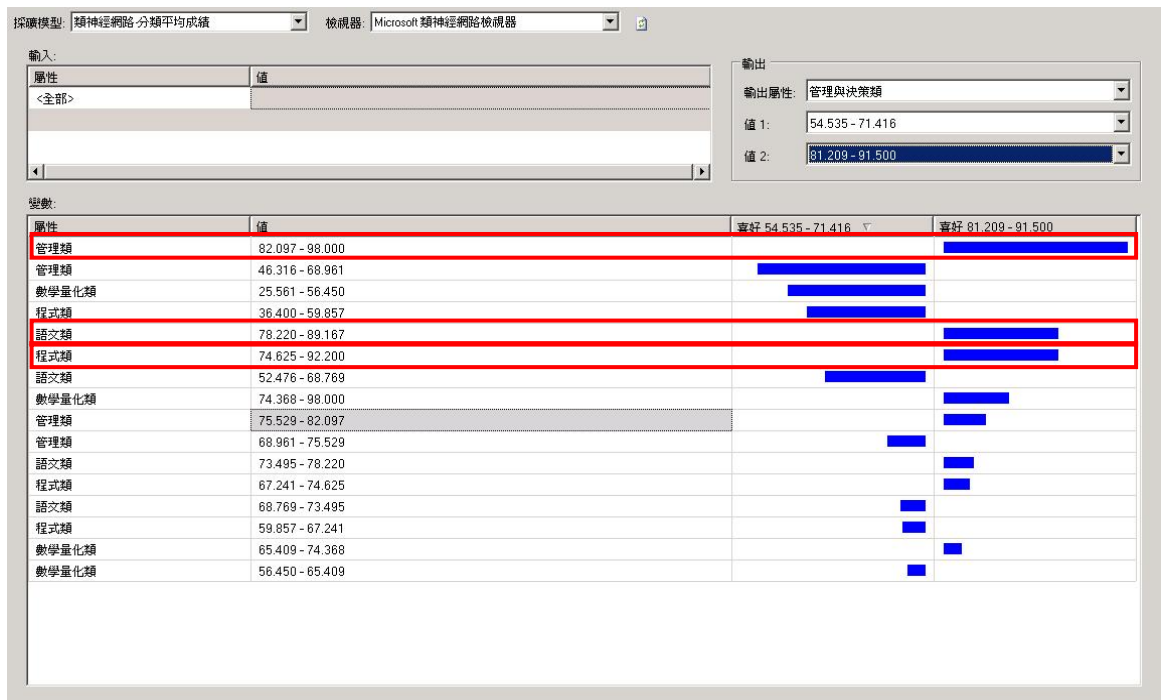 採礦模型: 類神經網路-分類平均成績 檢視器: Microsoft 類神經網路檢視器
輸入:
屬性 值
<全部>
輸出
輸出屬性: 管理與決策類
值 1: 54.535 - 71.416
值 2: 81.209 - 91.500
變數:
屬性 值 喜好 54.535 - 71.416 喜好 81.209 - 91.500
管理類 82.097 - 98.000
管理類 46.316 - 68.961
數學量化類 25.561 - 56.450
程式類 36.400 - 59.857
語文類 78.220 - 89.167
程式類 74.625 - 92.200
語文類 52.476 - 68.769
數學量化類 74.368 - 98.000
管理類 75.529 - 82.097
管理類 68.961 - 75.529
語文類 73.495 - 78.220
程式類 67.241 - 74.625
語文類 68.769 - 73.495
程式類 59.857 - 67.241
數學量化類 65.409 - 74.368
數學量化類 56.450 - 65.409